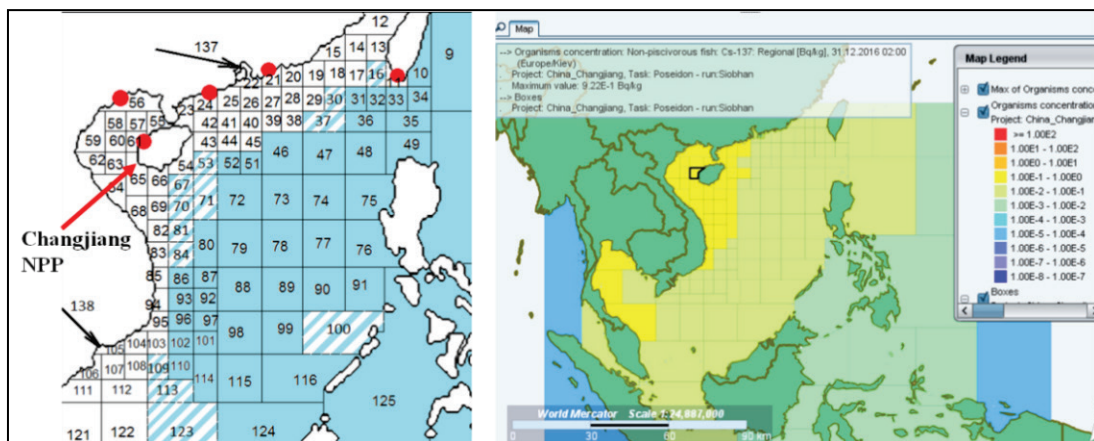 12
9
137
15 14 13
22 21 20 19 18 17 16 11 10
23 24 25 26 27 28 29 30 31 32 33 34
56
55
58 57
42 41 40 39 38 37 36 35
59 60
43 44 45
62 63
54 53 52 51 46 47 48 49
65 66 67
64
68 69 70 71 72 73 74 75
Changjiang
NPP
82 81
80 79 78 77 76
83 84
85 86 87
88 89 90 91
94 93 92
138
95 96 97
98 99 100
105 104 103 102 101
106 107 108 109 110
111 112 113 114 115 116
125
121 122 123 124
Map
--> Organisms concentration: Non-piscivorous fish: Cs-137: Regional [Bq/kg], 31.12.2016 02:00
(Europe/Kiev)
Project: China_Changjiang, Task: Poseidon - run:Siobhan
Maximum value: 9.22E-1 Bq/kg
--> Boxes
Project: China_Changjiang, Task: Poseidon - run:Siobhan
Map Legend
Max of Organisms conc
Organisms concentration
Project: China_Changjiang
>= 1.00E2
1.00E1 - 1.00E2
1.00E0 - 1.00E1
1.00E-1 - 1.00E0
1.00E-2 - 1.00E-1
1.00E-3 - 1.00E-2
1.00E-4 - 1.00E-3
1.00E-5 - 1.00E-4
1.00E-6 - 1.00E-5
1.00E-7 - 1.00E-6
1.00E-8 - 1.00E-7
Boxes
World Mercator Scale 1:24,887,000
0 30 60 90 km